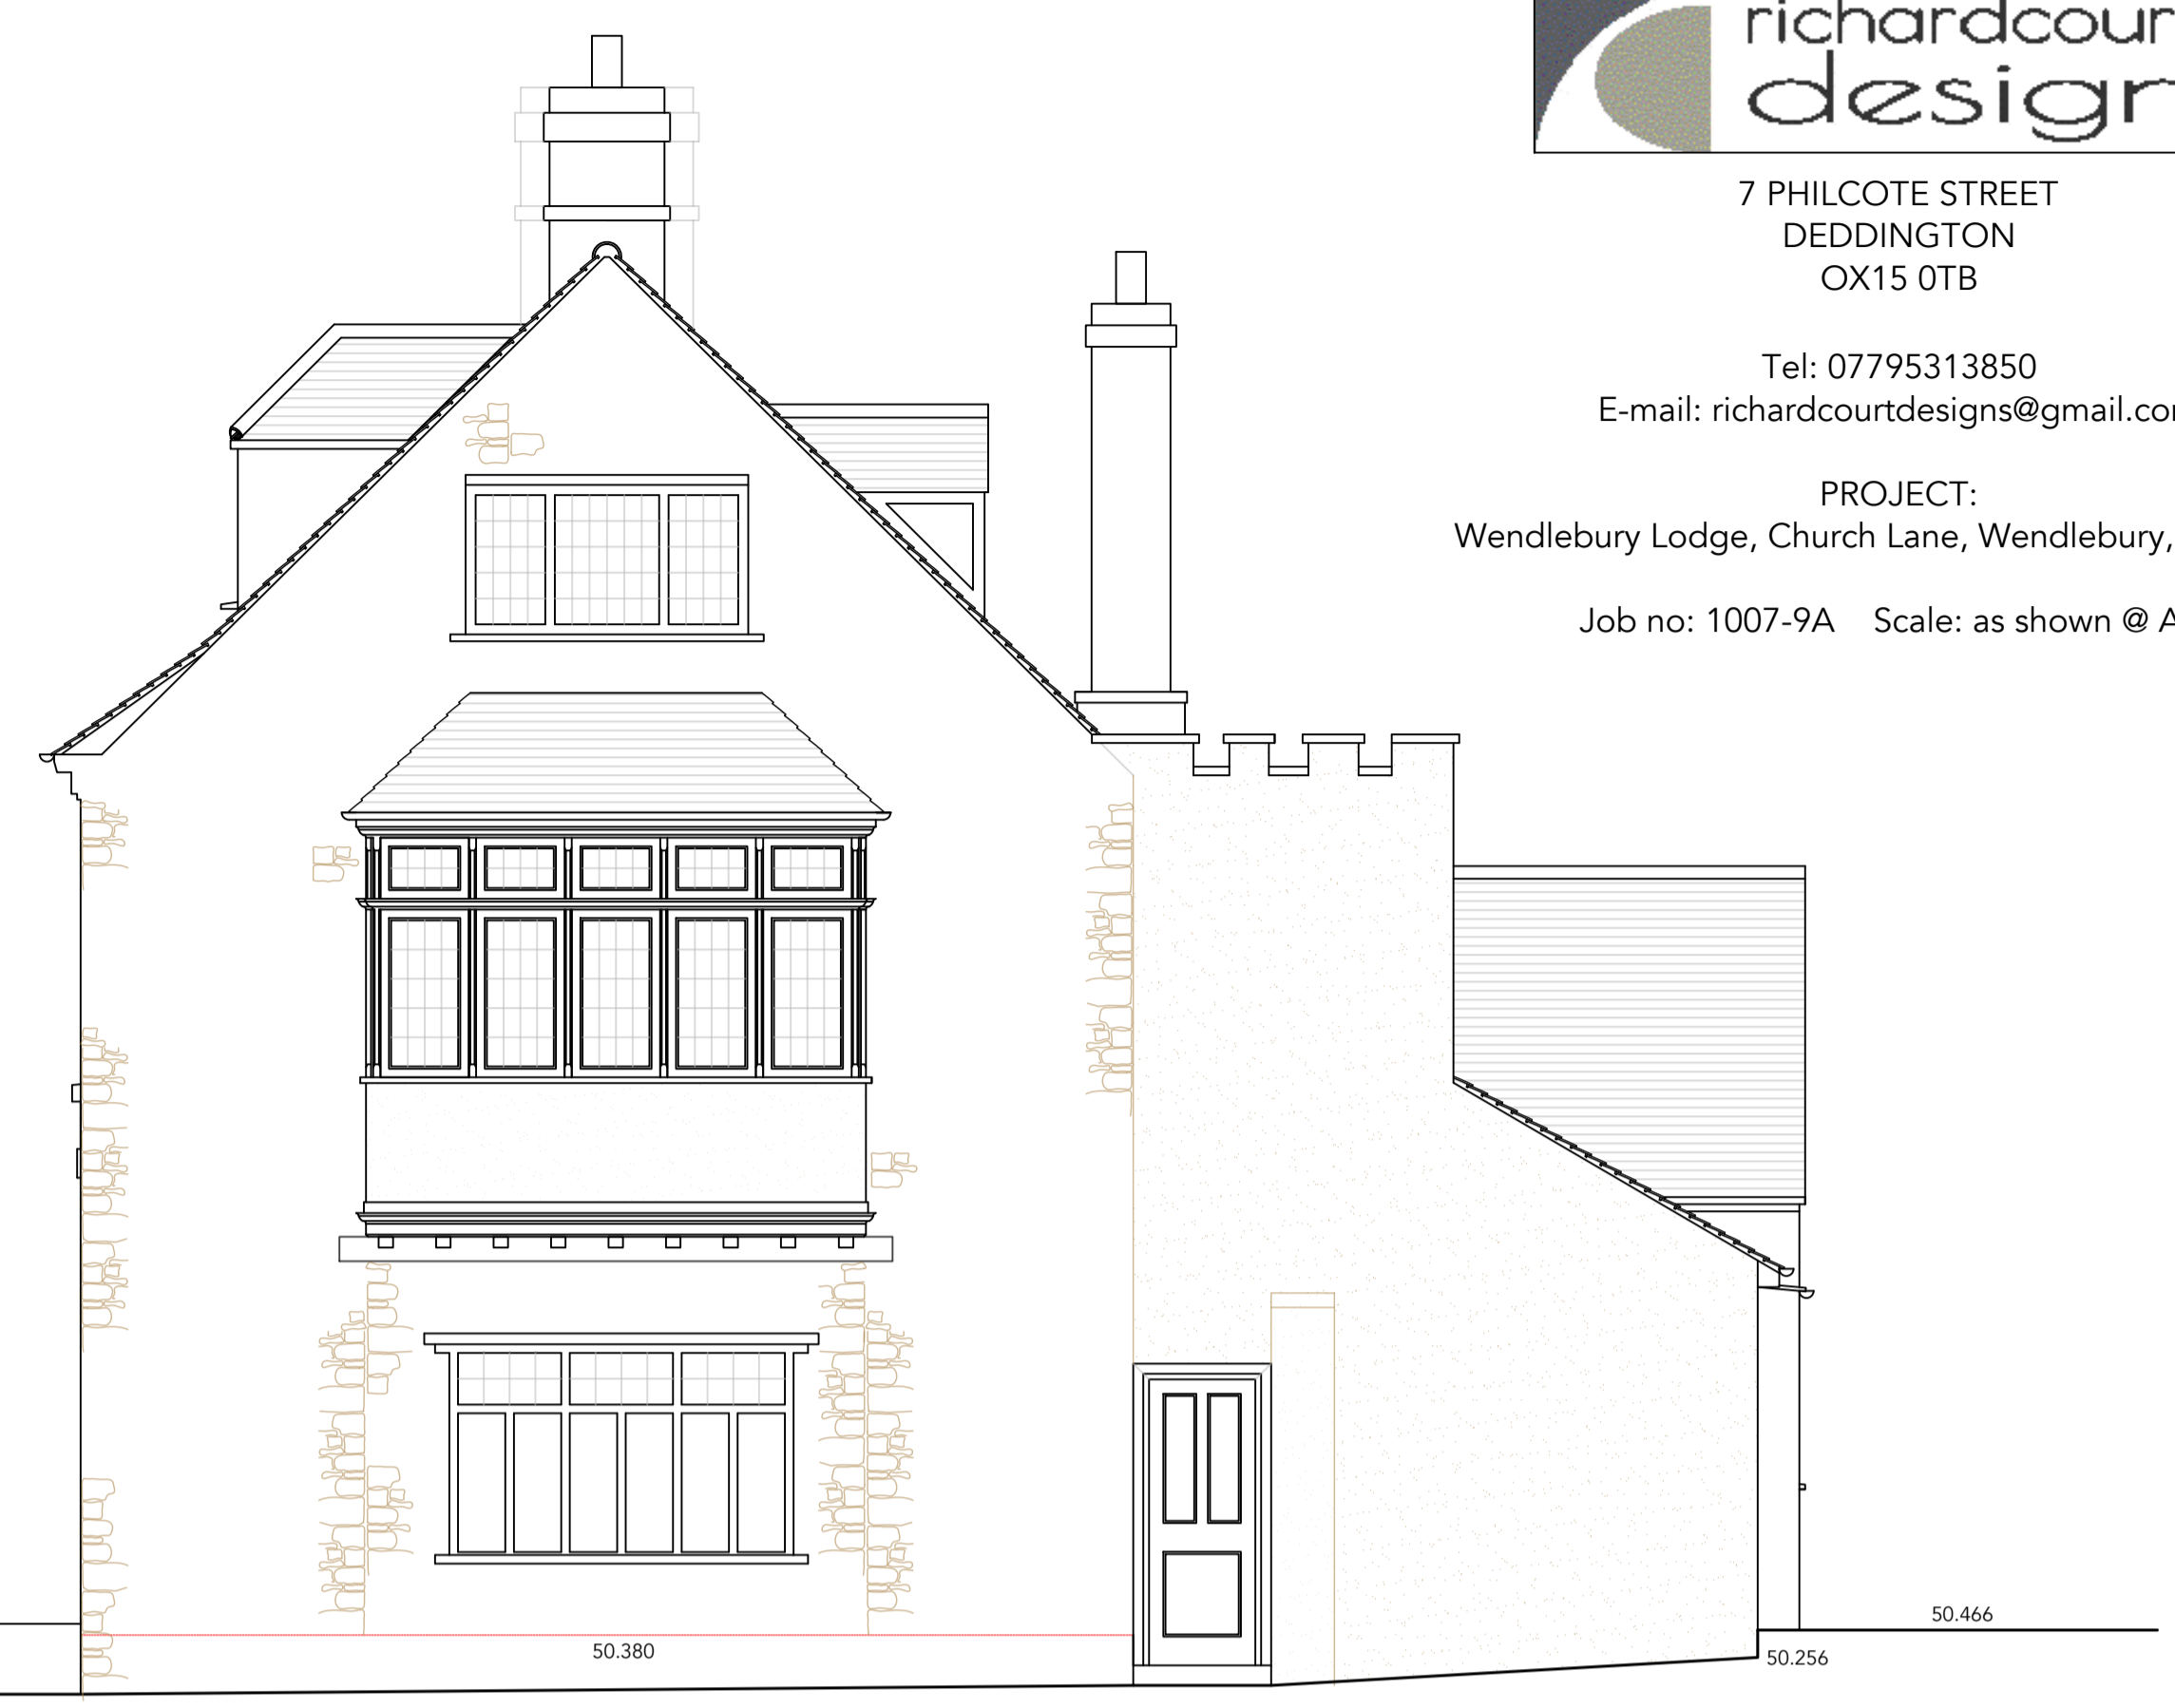 richardcour
design
7 PHILCOTE STREET
DEDDINGTON
OX15 0TB
Tel: 07795313850
E-mail: richardcourtdesigns@gmail.co
PROJECT:
Wendlebury Lodge, Church Lane, Wendlebury,
Job no: 1007-9A Scale: as shown @ A
50.466
50.380
50.256